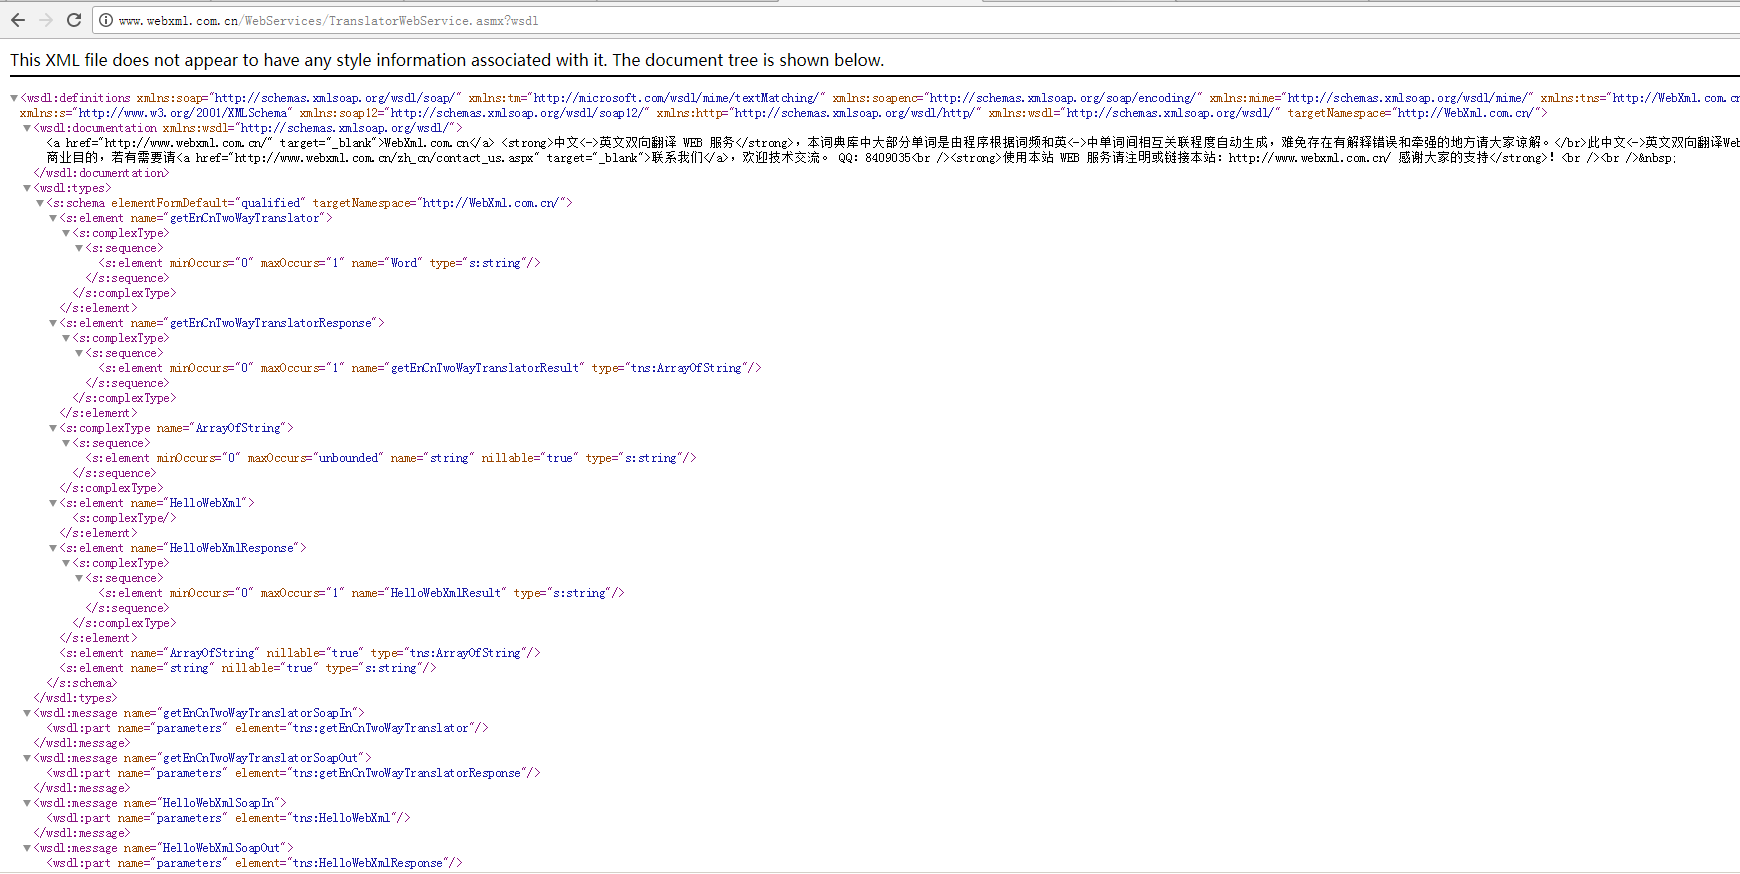 www.webxml.com.cn/WebServices/TranslatorWebService.asmx?wsdl
This XML file does not appear to have any style information associated with it. The document tree is shown below.
▼<wsdl:definitions xmlns:soap="http://schemas.xmlsoap.org/wsdl/soap/" xmlns:tm="http://microsoft.com/wsdl/mime/textMatching/" xmlns:soapenc="http://schemas.xmlsoap.org/soap/encoding/" xmlns:mime="http://schemas.xmlsoap.org/wsdl/mime/" xmlns:tns="http://WebXml.com.cn
xmlns:s="http://www.w3.org/2001/XMLSchema" xmlns:soap12="http://schemas.xmlsoap.org/wsdl/soap12/" xmlns:http="http://schemas.xmlsoap.org/wsdl/http/" xmlns:wsdl="http://schemas.xmlsoap.org/wsdl/" targetNamespace="http://WebXml.com.cn/">
▼<wsdl:documentation xmlns:wsdl="http://schemas.xmlsoap.org/wsdl/">
<a href="http://www.webxml.com.cn/" target="_blank">WebXml.com.cn</a> <strong>中文<->英文双向翻译 WEB 服务</strong>，本词典库中大部分单词是由程序根据词频和英<->中单词间相互关联程度自动生成，难免存在有解释错误和牵强的地方请大家谅解。</br>此中文<->英文双向翻译Web
商业目的，若有需要请<a href="http://www.webxml.com.cn/zh_cn/contact_us.aspx" target="_blank">联系我们</a>，欢迎技术交流。 QQ：8409035<br /><strong>使用本站 WEB 服务请注明或链接本站：http://www.webxml.com.cn/ 感谢大家的支持</strong>！<br /><br />&nbsp;
</wsdl:documentation>
▼<wsdl:types>
▼<s:schema elementFormDefault="qualified" targetNamespace="http://WebXml.com.cn/">
▼<s:element name="getEnCnTwoWayTranslator">
▼<s:complexType>
▼<s:sequence>
<s:element minOccurs="0" maxOccurs="1" name="Word" type="s:string"/>
</s:sequence>
</s:complexType>
</s:element>
▼<s:element name="getEnCnTwoWayTranslatorResponse">
▼<s:complexType>
▼<s:sequence>
<s:element minOccurs="0" maxOccurs="1" name="getEnCnTwoWayTranslatorResult" type="tns:ArrayOfString"/>
</s:sequence>
</s:complexType>
</s:element>
▼<s:complexType name="ArrayOfString">
▼<s:sequence>
<s:element minOccurs="0" maxOccurs="unbounded" name="string" nillable="true" type="s:string"/>
</s:sequence>
</s:complexType>
▼<s:element name="HelloWebXml">
<s:complexType/>
</s:element>
▼<s:element name="HelloWebXmlResponse">
▼<s:complexType>
▼<s:sequence>
<s:element minOccurs="0" maxOccurs="1" name="HelloWebXmlResult" type="s:string"/>
</s:sequence>
</s:complexType>
</s:element>
<s:element name="ArrayOfString" nillable="true" type="tns:ArrayOfString"/>
<s:element name="string" nillable="true" type="s:string"/>
</s:schema>
</wsdl:types>
▼<wsdl:message name="getEnCnTwoWayTranslatorSoapIn">
<wsdl:part name="parameters" element="tns:getEnCnTwoWayTranslator"/>
</wsdl:message>
▼<wsdl:message name="getEnCnTwoWayTranslatorSoapOut">
<wsdl:part name="parameters" element="tns:getEnCnTwoWayTranslatorResponse"/>
</wsdl:message>
▼<wsdl:message name="HelloWebXmlSoapIn">
<wsdl:part name="parameters" element="tns:HelloWebXml"/>
</wsdl:message>
▼<wsdl:message name="HelloWebXmlSoapOut">
<wsdl:part name="parameters" element="tns:HelloWebXmlResponse"/>